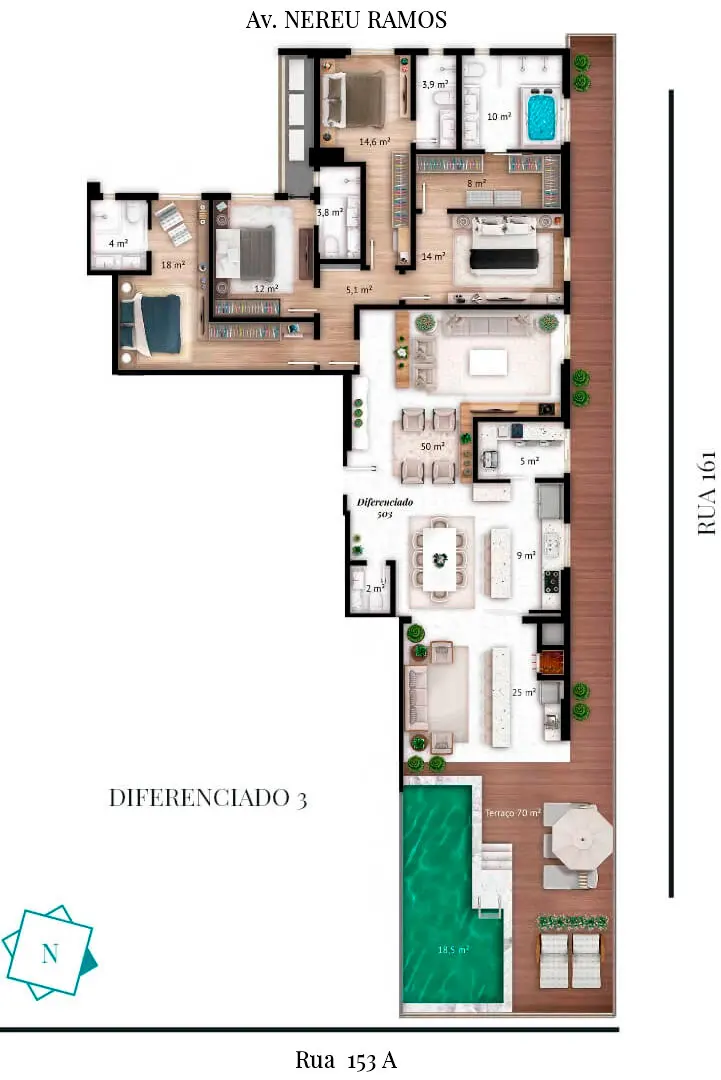 Av. NEREU RAMOS
3,9 m²
10 m²
14,6 m²
8 m²
3,8 m²
4 m²
14 m²
18 m²
12 m²
5,1 m²
50 m²
5 m²
RUA 161
Diferenciado
503
9 m²
2 m²
25 m²
DIFERENCIADO 3
Terraço 70 m²
18,5 m²
N
Rua 153 A